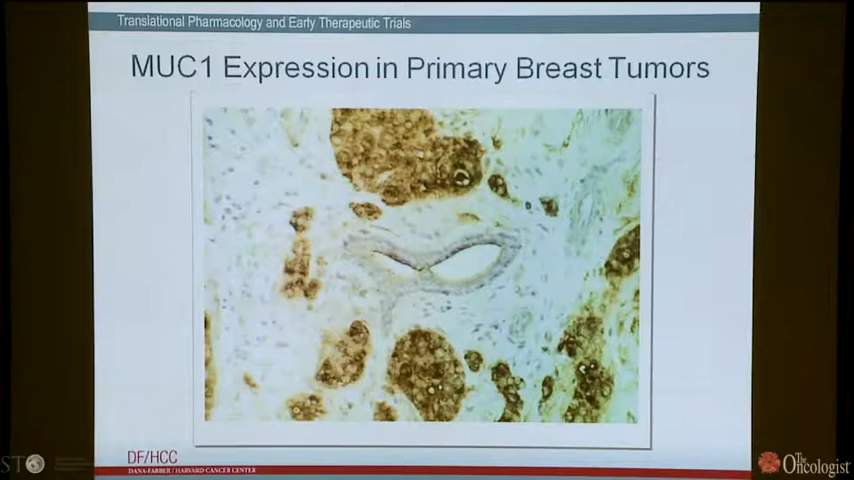 Translational Pharmacology and Early Therapeutic Trials
MUC1 Expression in Primary Breast Tumors
DF/HCC
DANA-FARBER / HARVARD CANCER CENTER
STO
The
Oncologist